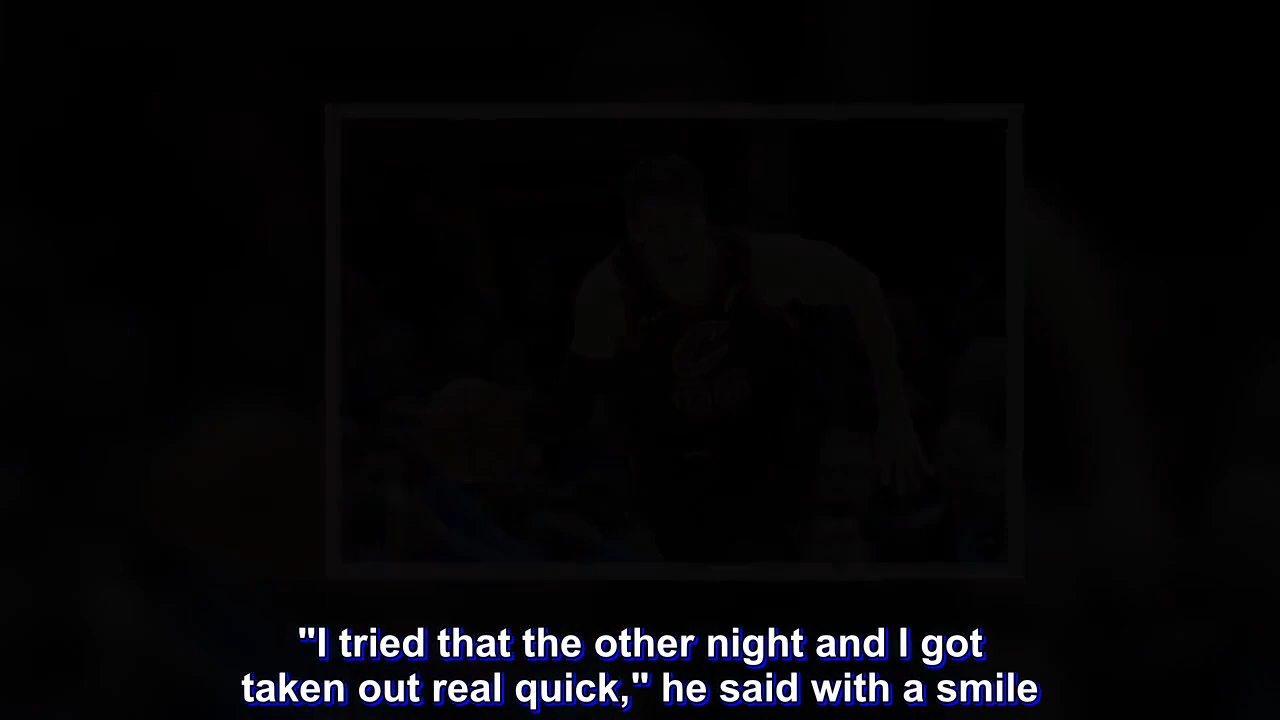 "I tried that the other night and I got
taken out real quick," he said with a smile